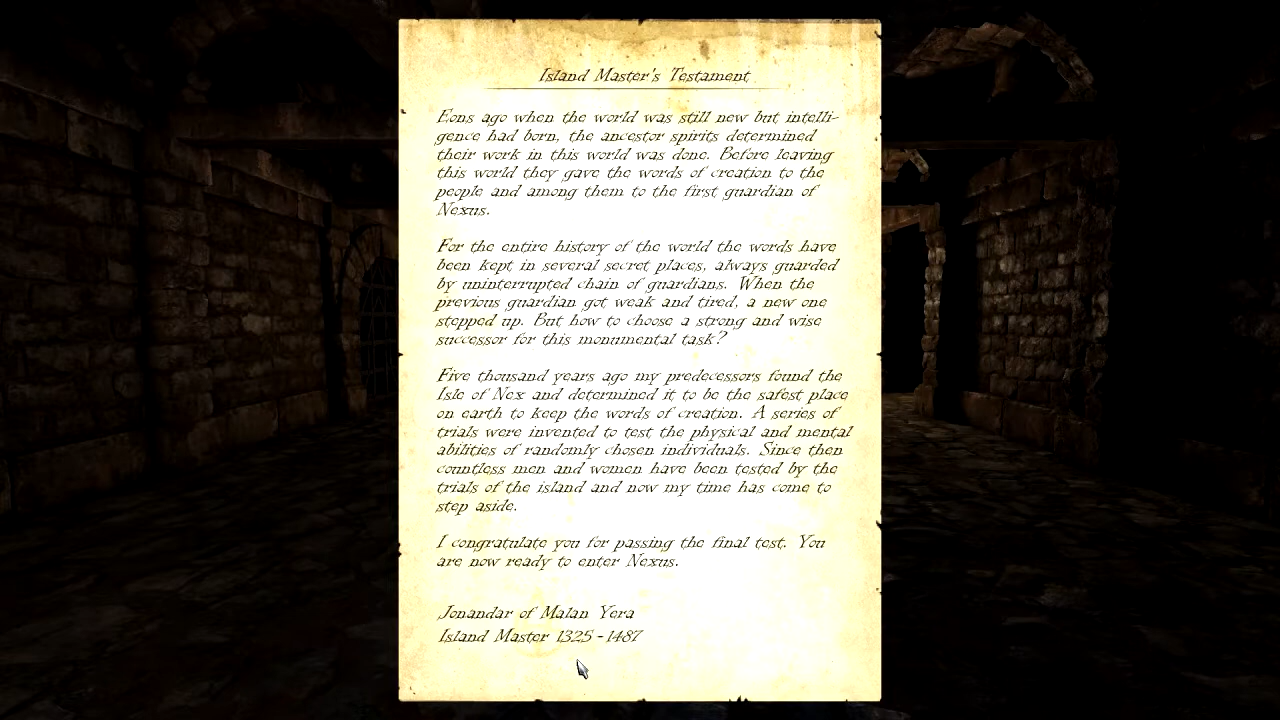 Island Master's Testament
Eons ago when the world was still new but intelli-
gence had born, the ancestor spirits determined
their work in this world was done. Before leaving
this world they gave the words of creation to the
people and among them to the first guardian of
Nexus.
For the entire history of the world the words have
been kept in several secret places, always guarded
by uninterrupted chain of guardians. When the
previous guardian got weak and tired, a new one
stepped up. But how to choose a strong and wise
successor for this monumental task?
Five thousand years ago my predecessors found the
Isle of Nex and determined it to be the safest place
on earth to keep the words of creation. A series of
trials were invented to test the physical and mental
abilities of randomly chosen individuals. Since then
countless men and women have been tested by the
trials of the island and now my time has come to
step aside.
I congratulate you for passing the final test. You
are now ready to enter Nexus.
Jonandar of Malan Yera
Island Master 1325-1487